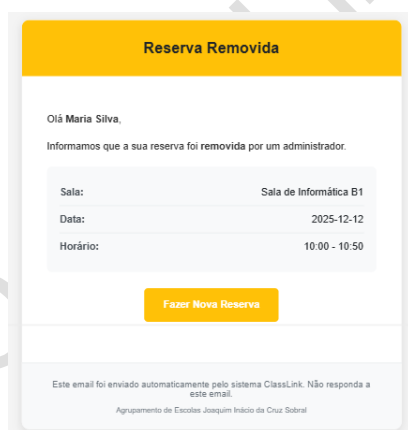 Reserva Removida
Olá Maria Silva,
Informamos que a sua reserva foi removida por um administrador.
Sala: Sala de Informática B1
Data: 2025-12-12
Horário: 10:00 - 10:50
Fazer Nova Reserva
Este email foi enviado automaticamente pelo sistema ClassLink. Não responda a
este email.
Agrupamento de Escolas Joaquim Inácio da Cruz Sobral